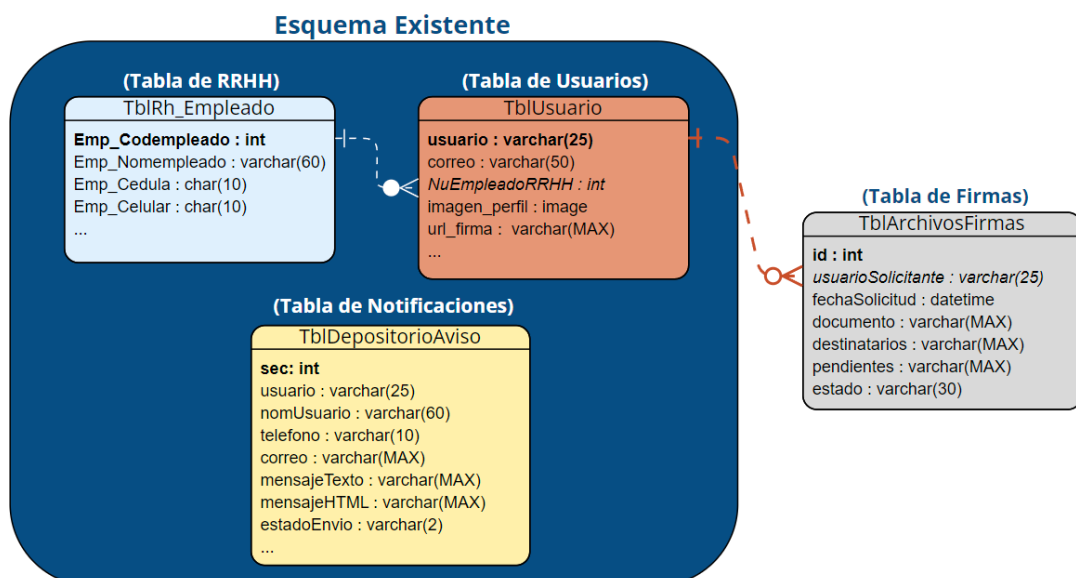 Esquema Existente
(Tabla de RRHH)
TblRh_Empleado
Emp_Codempleado : int
Emp_Nomempleado : varchar(60)
Emp_Cedula : char(10)
Emp_Celular : char(10)
...
(Tabla de Usuarios)
TblUsuario
usuario : varchar(25)
correo : varchar(50)
NuEmpleadoRRHH : int
imagen_perfil : image
url_firma : varchar(MAX)
...
(Tabla de Firmas)
TblArchivosFirmas
id : int
usuarioSolicitante : varchar(25)
fechaSolicitud : datetime
documento : varchar(MAX)
destinatarios : varchar(MAX)
pendientes : varchar(MAX)
estado : varchar(30)
(Tabla de Notificaciones)
TblDepositorioAviso
sec: int
usuario : varchar(25)
nomUsuario : varchar(60)
telefono : varchar(10)
correo : varchar(MAX)
mensajeTexto : varchar(MAX)
mensajeHTML : varchar(MAX)
estadoEnvio : varchar(2)
...